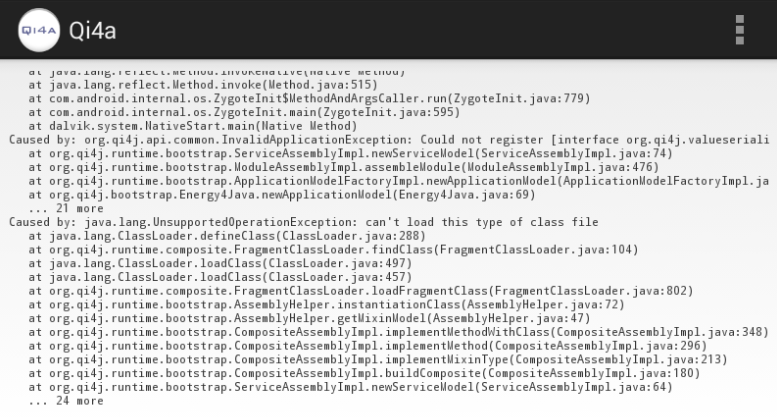 QI4A
Qi4a
at java.lang.reflect.Method.invokeNative(Native Method)
at java.lang.reflect.Method.invoke(Method.java:515)
at com.android.internal.os.ZygoteInit$MethodAndArgsCaller.run(ZygoteInit.java:779)
at com.android.internal.os.ZygoteInit.main(ZygoteInit.java:595)
at dalvik.system.NativeStart.main(Native Method)
Caused by: org.qi4j.api.common.InvalidApplicationException: Could not register [interface org.qi4j.valueseriali
at org.qi4j.runtime.bootstrap.ServiceAssemblyImpl.newServiceModel(ServiceAssemblyImpl.java:74)
at org.qi4j.runtime.bootstrap.ModuleAssemblyImpl.assembleModule(ModuleAssemblyImpl.java:476)
at org.qi4j.runtime.bootstrap.ApplicationModelFactoryImpl.newApplicationModel(ApplicationModelFactoryImpl.ja
at org.qi4j.bootstrap.Energy4Java.newApplicationModel(Energy4Java.java:69)
... 21 more
Caused by: java.lang.UnsupportedOperationException: can't load this type of class file
at java.lang.ClassLoader.defineClass(ClassLoader.java:288)
at org.qi4j.runtime.composite.FragmentClassLoader.findClass(FragmentClassLoader.java:104)
at java.lang.ClassLoader.loadClass(ClassLoader.java:497)
at java.lang.ClassLoader.loadClass(ClassLoader.java:457)
at org.qi4j.runtime.composite.FragmentClassLoader.loadFragmentClass(FragmentClassLoader.java:802)
at org.qi4j.runtime.bootstrap.AssemblyHelper.instantiationClass(AssemblyHelper.java:72)
at org.qi4j.runtime.bootstrap.AssemblyHelper.getMixinModel(AssemblyHelper.java:47)
at org.qi4j.runtime.bootstrap.CompositeAssemblyImpl.implementMethodWithClass(CompositeAssemblyImpl.java:348)
at org.qi4j.runtime.bootstrap.CompositeAssemblyImpl.implementMethod(CompositeAssemblyImpl.java:296)
at org.qi4j.runtime.bootstrap.CompositeAssemblyImpl.implementMixinType(CompositeAssemblyImpl.java:213)
at org.qi4j.runtime.bootstrap.CompositeAssemblyImpl.buildComposite(CompositeAssemblyImpl.java:180)
at org.qi4j.runtime.bootstrap.ServiceAssemblyImpl.newServiceModel(ServiceAssemblyImpl.java:64)
... 24 more